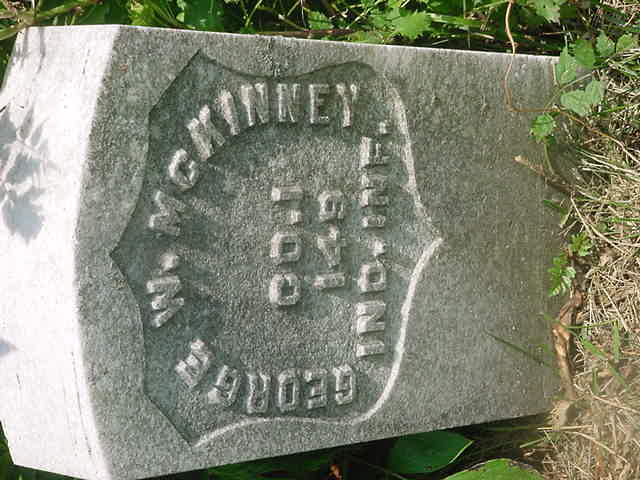 GEORGE W. McKINNEY
CO. I
149
IND. INF.